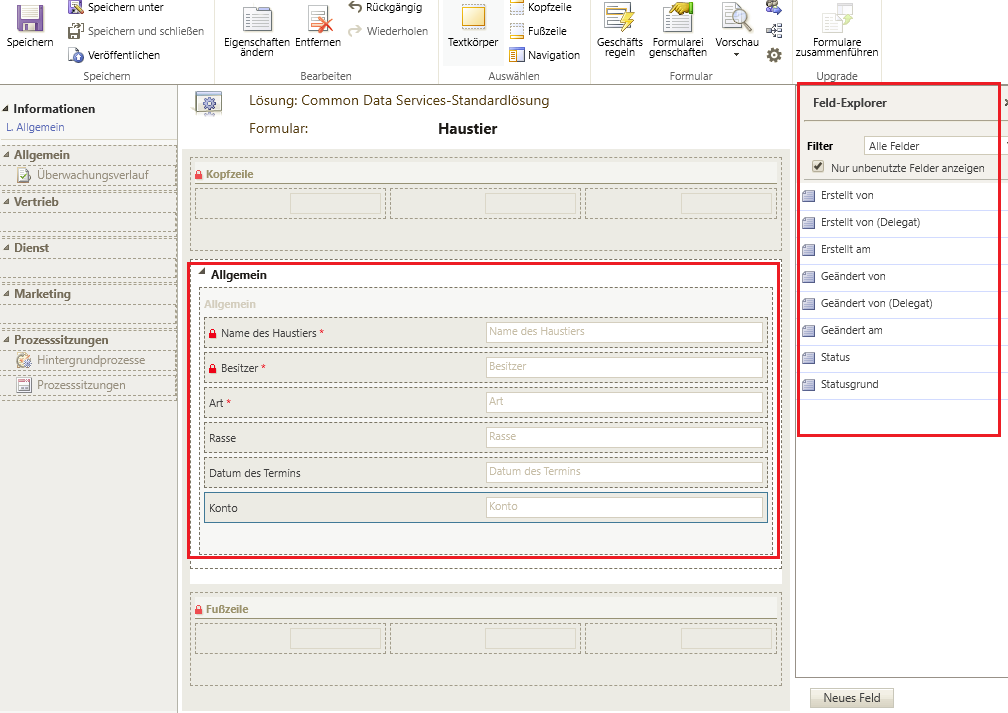 Speichern
Speichern unter
Speichern und schließen
Veröffentlichen
Speichern
Eigenschaften
ändern
Entfernen
Rückgängig
Wiederholen
Bearbeiten
Textkörper
Kopfzeile
Fußzeile
Navigation
Auswählen
Geschäfts
regeln
Formularei
genschaften
Vorschau
Formular
Formulare
zusammenführen
Upgrade
Informationen
Allgemein
Allgemein
Überwachungsverlauf
Vertrieb
Dienst
Marketing
Prozesssitzungen
Hintergrundprozesse
Prozesssitzungen
Lösung: Common Data Services-Standardlösung
Formular: Haustier
Kopfzeile
Allgemein
Allgemein
Name des Haustiers * Name des Haustiers
Besitzer * Besitzer
Art * Art
Rasse Rasse
Datum des Termins Datum des Termins
Konto Konto
Fußzeile
Feld-Explorer
Filter Alle Felder
Nur unbenutzte Felder anzeigen
Erstellt von
Erstellt von (Delegat)
Erstellt am
Geändert von
Geändert von (Delegat)
Geändert am
Status
Statusgrund
Neues Feld